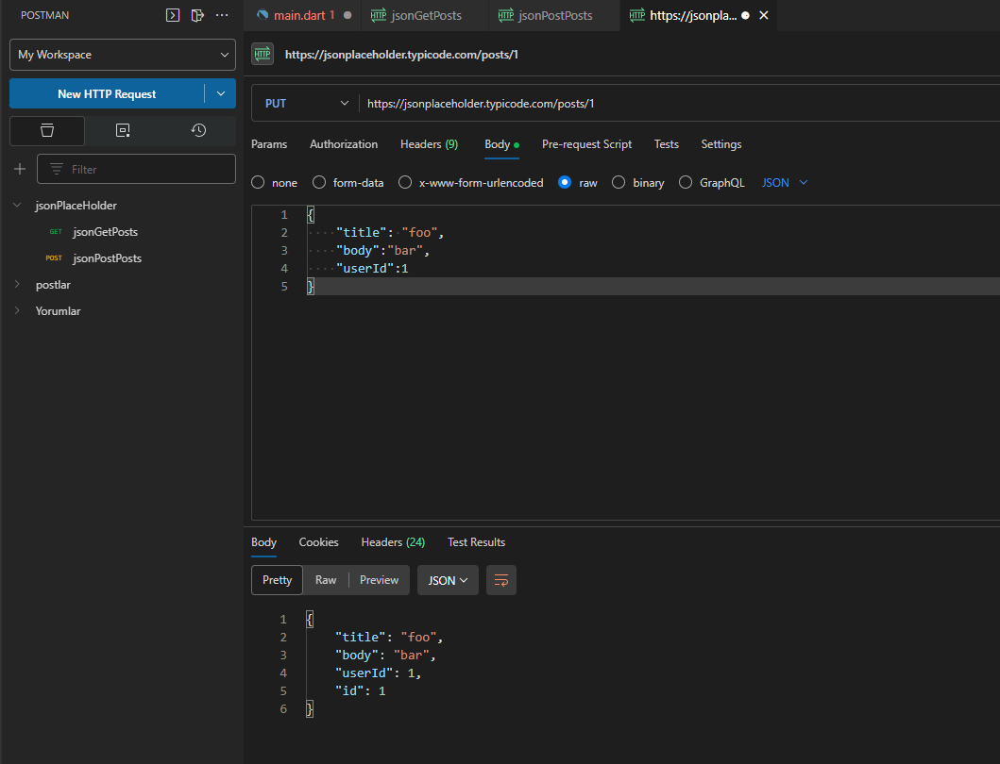 POSTMAN
My Workspace
New HTTP Request
Filter
jsonPlaceHolder
GET jsonGetPosts
POST jsonPostPosts
postlar
Yorumlar
main.dart 1
HTTP jsonGetPosts
HTTP jsonPostPosts
HTTP https://jsonpla...
HTTP https://jsonplaceholder.typicode.com/posts/1
PUT https://jsonplaceholder.typicode.com/posts/1
Params Authorization Headers (9) Body Pre-request Script Tests Settings
none form-data x-www-form-urlencoded raw binary GraphQL JSON
1 {
2 "title": "foo",
3 "body":"bar",
4 "userId":1
5 }
Body Cookies Headers (24) Test Results
Pretty Raw Preview JSON
1 {
2 "title": "foo",
3 "body": "bar",
4 "userId": 1,
5 "id": 1
6 }